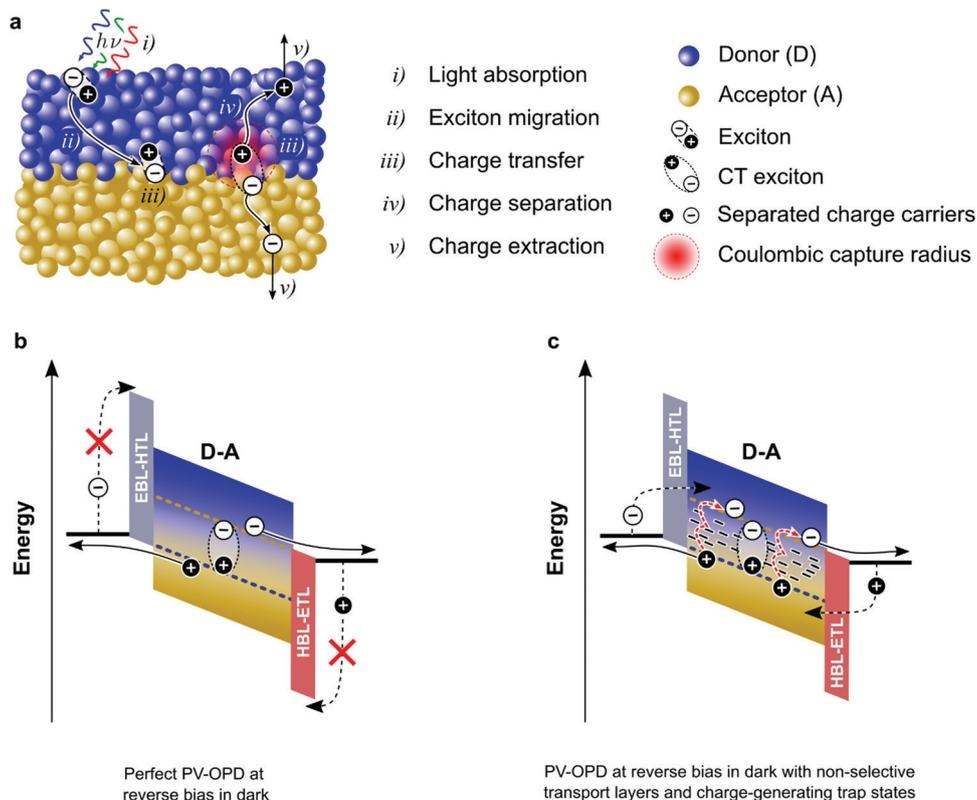 a
hν
i)
v)
iv)
ii)
iii)
iii)
v)
i) Light absorption
ii) Exciton migration
iii) Charge transfer
iv) Charge separation
v) Charge extraction
Donor (D)
Acceptor (A)
Exciton
CT exciton
Separated charge carriers
Coulombic capture radius
b
Energy
EBL-HTL
D-A
HBL-ETL
Perfect PV-OPD at
reverse bias in dark
c
Energy
EBL-HTL
D-A
HBL-ETL
PV-OPD at reverse bias in dark with non-selective
transport layers and charge-generating trap states